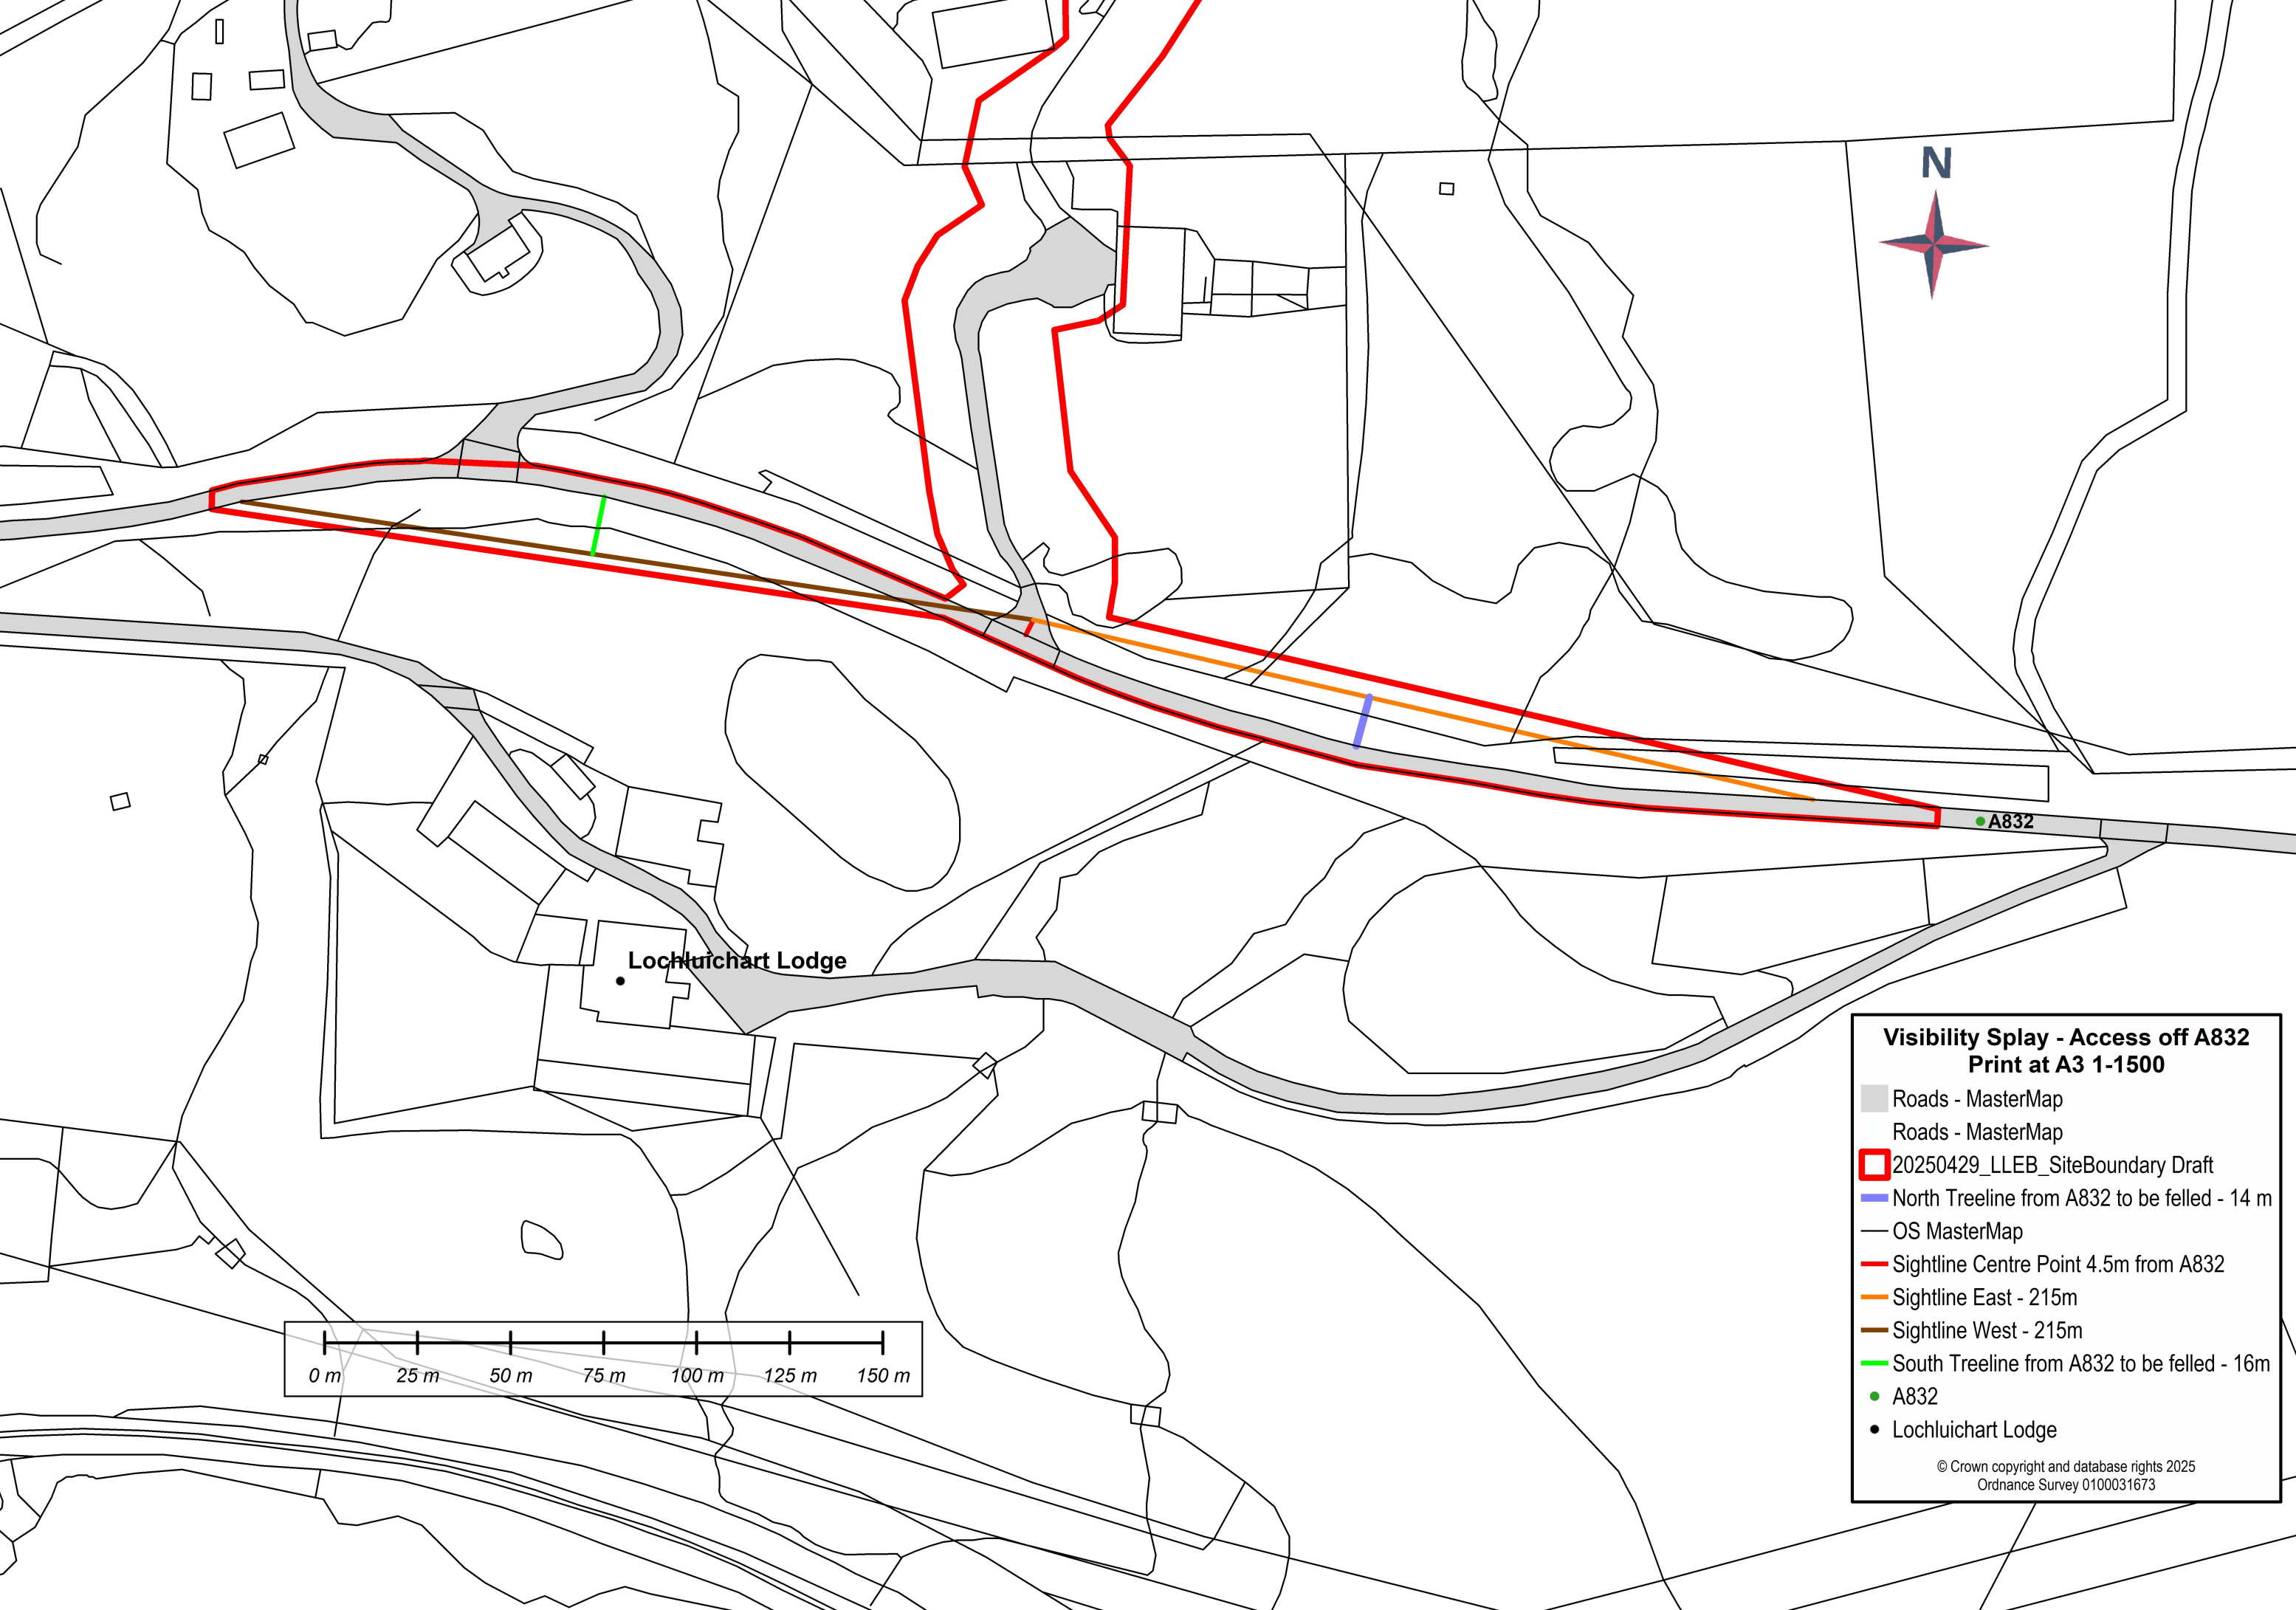 N
A832
Lochluichart Lodge
Visibility Splay - Access off A832
Print at A3 1-1500
Roads - MasterMap
Roads - MasterMap
20250429_LLEB_SiteBoundary Draft
North Treeline from A832 to be felled - 14 m
OS MasterMap
Sightline Centre Point 4.5m from A832
Sightline East - 215m
Sightline West - 215m
South Treeline from A832 to be felled - 16m
A832
Lochluichart Lodge
© Crown copyright and database rights 2025
Ordnance Survey 0100031673
0 m 25 m 50 m 75 m 100 m 125 m 150 m